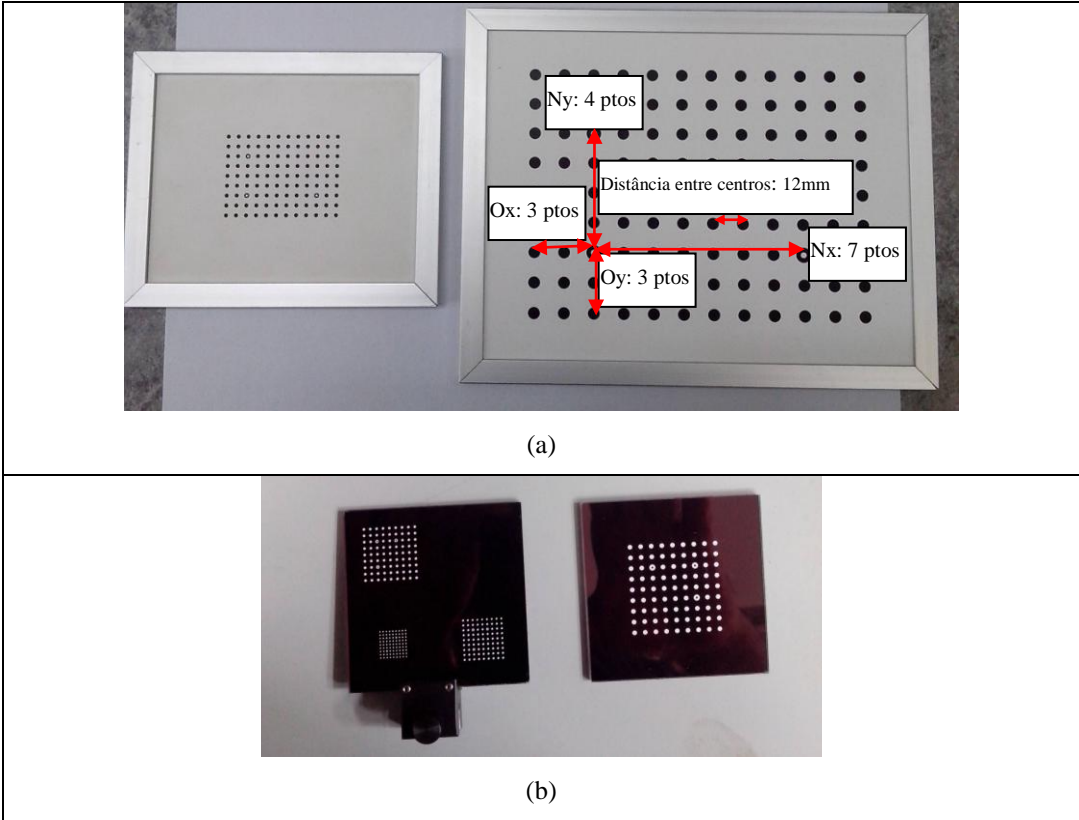 Ny: 4 ptos
Distância entre centros: 12mm
Ox: 3 ptos
Nx: 7 ptos
Oy: 3 ptos
(a)
(b)